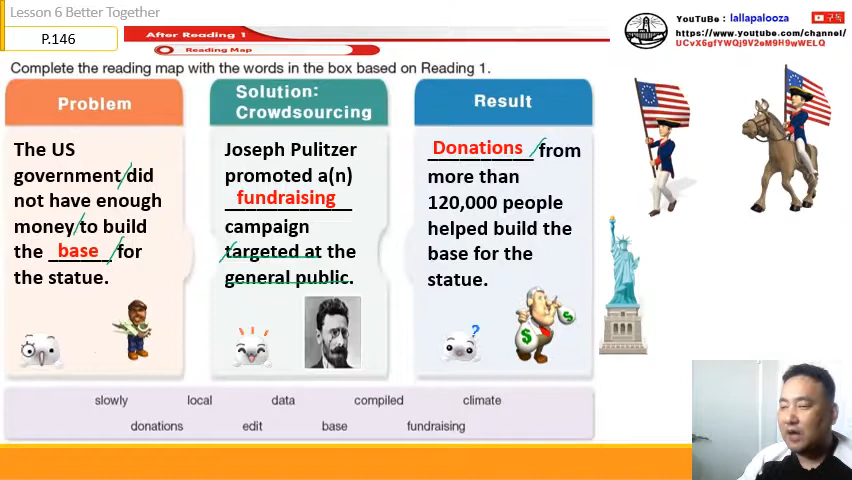 Lesson 6 Better Together
P.146
After Reading 1
Reading Map
YouTuBe : lallapalooza
구독
https://www.youtube.com/channel/
UCvX6gfYWQj9V2eM9H9wWELQ
Complete the reading map with the words in the box based on Reading 1.
Problem
The US
government did
not have enough
money to build
the base for
the statue.
Solution:
Crowdsourcing
Joseph Pulitzer
promoted a(n)
fundraising
campaign
targeted at the
general public.
Result
Donations from
more than
120,000 people
helped build the
base for the
statue.
slowly local data compiled climate
donations edit base fundraising